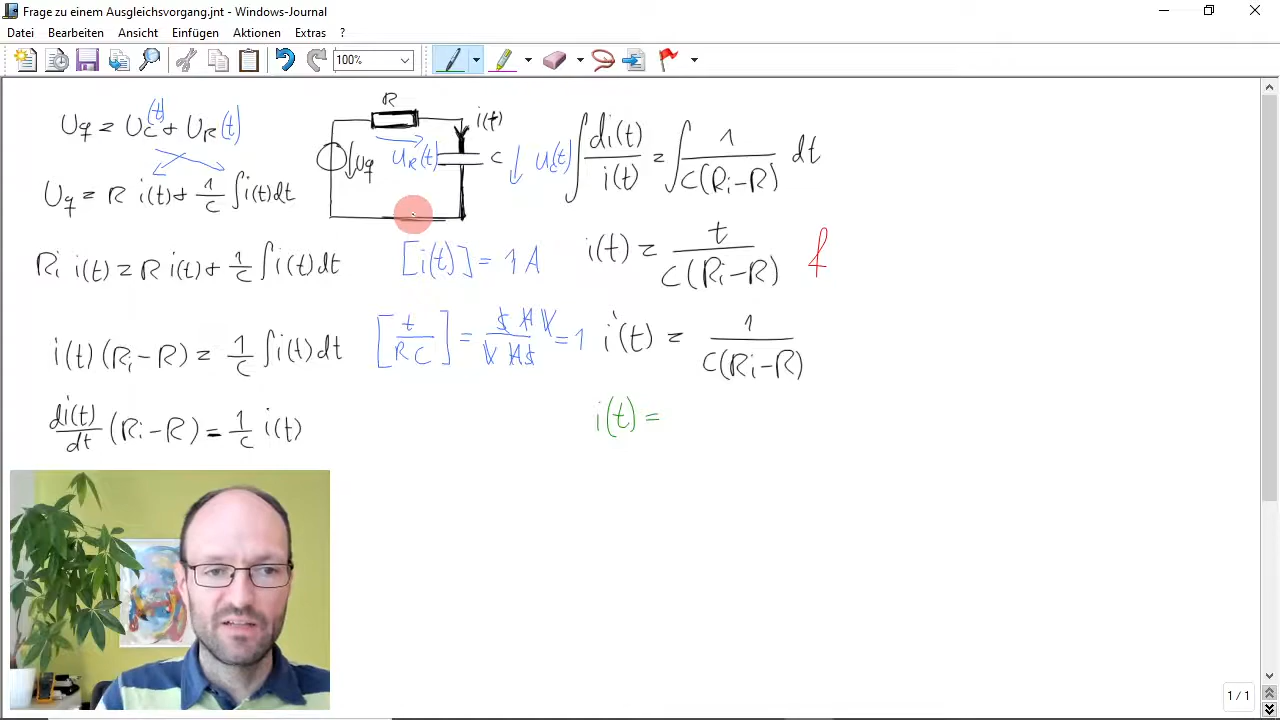 Frage zu einem Ausgleichsvorgang.jnt - Windows-Journal
Datei Bearbeiten Ansicht Einfügen Aktionen Extras ?
100%
Uq = Uc(t) + UR(t)
Uq = R i(t) + 1/C ∫i(t)dt
Ri i(t) = R i(t) + 1/C ∫i(t)dt
i(t) (Ri-R) = 1/C ∫i(t)dt
di(t)/dt (Ri-R) = 1/C i(t)
R
i(t)
Uq
UR(t)
C
uc(t)
[i(t)] = 1 A
[t/RC] = s A V / V A s = 1
∫ di(t)/i(t) = ∫ 1/C(Ri-R) dt
i(t) = t/C(Ri-R) f
i(t) = 1/C(Ri-R)
i(t) =
1 / 1